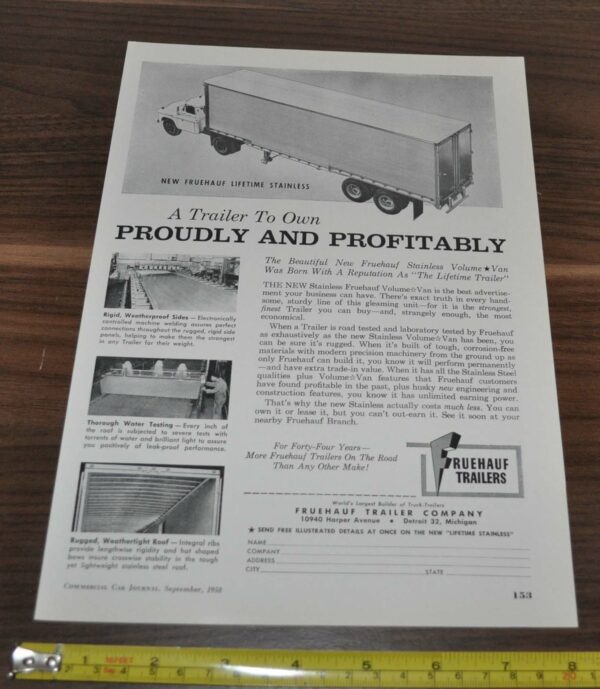 NEW FRUEHAUF LIFETIME STAINLESS
A Trailer To Own
PROUDLY AND PROFITABLY
Rigid, Weatherproof Sides — Electronically
controlled machine welding assures perfect
connections throughout the rugged, rigid side
panels, helping to make them the strongest
in any Trailer for their weight.
Thorough Water Testing — Every inch of
the roof is subjected to severe tests with
torrents of water and brilliant light to assure
you positively of leak-proof performance.
Rugged, Weathertight Roof — Integral ribs
provide lengthwise rigidity and hat shaped
bows insure crosswise stability in the tough
yet lightweight stainless steel roof.
The Beautiful New Fruehauf Stainless Volume★Van
Was Born With A Reputation As "The Lifetime Trailer"
THE NEW Stainless Fruehauf Volume☆Van is the best advertise-
ment your business can have. There's exact truth in every hand-
some, sturdy line of this gleaming unit—for it is the strongest,
finest Trailer you can buy—and, strangely enough, the most
economical.
When a Trailer is road tested and laboratory tested by Fruehauf
as exhaustively as the new Stainless Volume☆Van has been, you
can be sure it's rugged. When it's built of tough, corrosion-free
materials with modern precision machinery from the ground up as
only Fruehauf can build it, you know it will perform permanently
—and have extra trade-in value. When it has all the Stainless Steel
qualities plus Volume☆Van features that Fruehauf customers
have found profitable in the past, plus husky new engineering and
construction features, you know it has unlimited earning power.
That's why the new Stainless actually costs much less. You can
own it or lease it, but you can't out-earn it. See it soon at your
nearby Fruehauf Branch.
For Forty-Four Years—
More Fruehauf Trailers On The Road
Than Any Other Make!
FRUEHAUF
TRAILERS
World's Largest Builder of Truck-Trailers
FRUEHAUF TRAILER COMPANY
10940 Harper Avenue • Detroit 32, Michigan
★ SEND FREE ILLUSTRATED DETAILS AT ONCE ON THE NEW "LIFETIME STAINLESS"
NAME
COMPANY
ADDRESS
CITY STATE
COMMERCIAL CAR JOURNAL, September, 1958
153
1 2 3 4 5 6 7 8